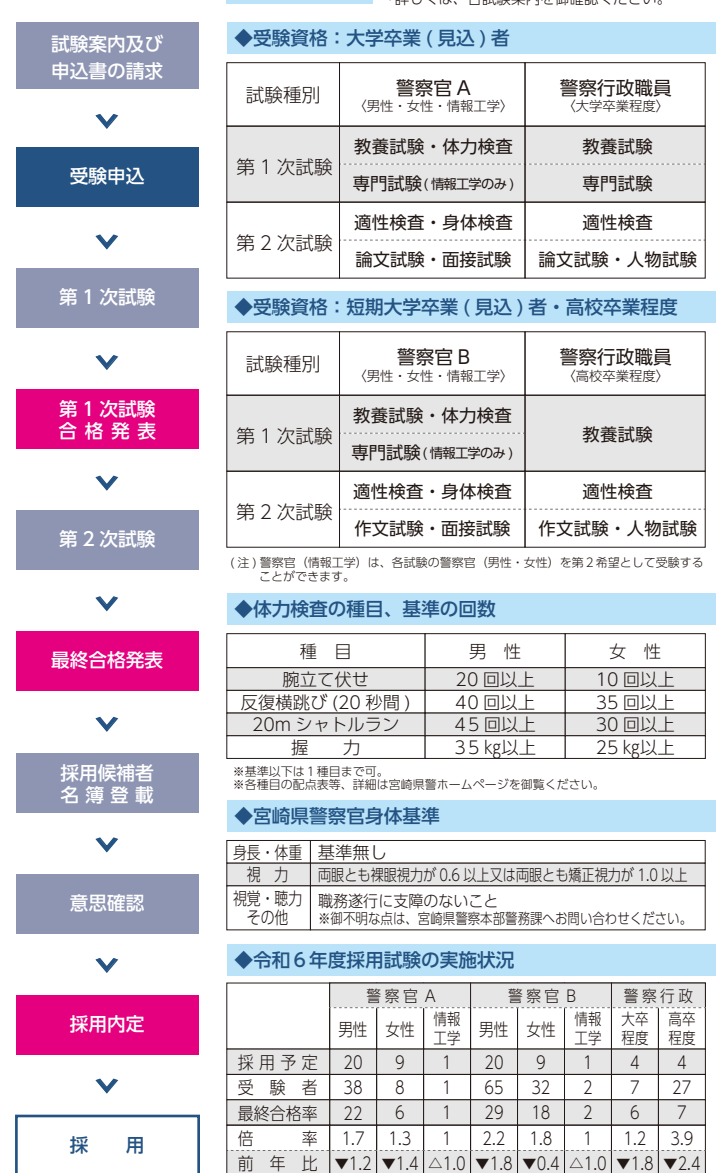 ※詳しくは、各試験案内を御確認ください。
試験案内及び
申込書の請求
受験申込
第1次試験
第1次試験
合格発表
第2次試験
最終合格発表
採用候補者
名簿登載
意思確認
採用内定
採用
◆受験資格：大学卒業(見込)者
試験種別 警察官A 警察行政職員
〈男性・女性・情報工学〉 〈大学卒業程度〉
第1次試験 教養試験・体力検査 教養試験
専門試験(情報工学のみ) 専門試験
第2次試験 適性検査・身体検査 適性検査
論文試験・面接試験 論文試験・人物試験
◆受験資格：短期大学卒業(見込)者・高校卒業程度
試験種別 警察官B 警察行政職員
〈男性・女性・情報工学〉 〈高校卒業程度〉
第1次試験 教養試験・体力検査 教養試験
専門試験(情報工学のみ)
第2次試験 適性検査・身体検査 適性検査
作文試験・面接試験 作文試験・人物試験
(注)警察官（情報工学）は、各試験の警察官（男性・女性）を第2希望として受験する
ことができます。
◆体力検査の種目、基準の回数
種目 男性 女性
腕立て伏せ 20回以上 10回以上
反復横跳び(20秒間) 40回以上 35回以上
20mシャトルラン 45回以上 30回以上
握力 35kg以上 25kg以上
※基準以下は1種目まで可。
※各種目の配点表等、詳細は宮崎県警ホームページを御覧ください。
◆宮崎県警察官身体基準
身長・体重 基準無し
視力 両眼とも裸眼視力が0.6以上又は両眼とも矯正視力が1.0以上
視覚・聴力 職務遂行に支障のないこと
その他 ※御不明な点は、宮崎県警察本部警務課へお問い合わせください。
◆令和6年度採用試験の実施状況
警察官A 警察官B 警察行政
男性 女性 情報工学 男性 女性 情報工学 大卒程度 高卒程度
採用予定 20 9 1 20 9 1 4 4
受験者 38 8 1 65 32 2 7 27
最終合格率 22 6 1 29 18 2 6 7
倍率 1.7 1.3 1 2.2 1.8 1 1.2 3.9
前年比 ▼1.2 ▼1.4 △1.0 ▼1.8 ▼0.4 △1.0 ▼1.8 ▼2.4